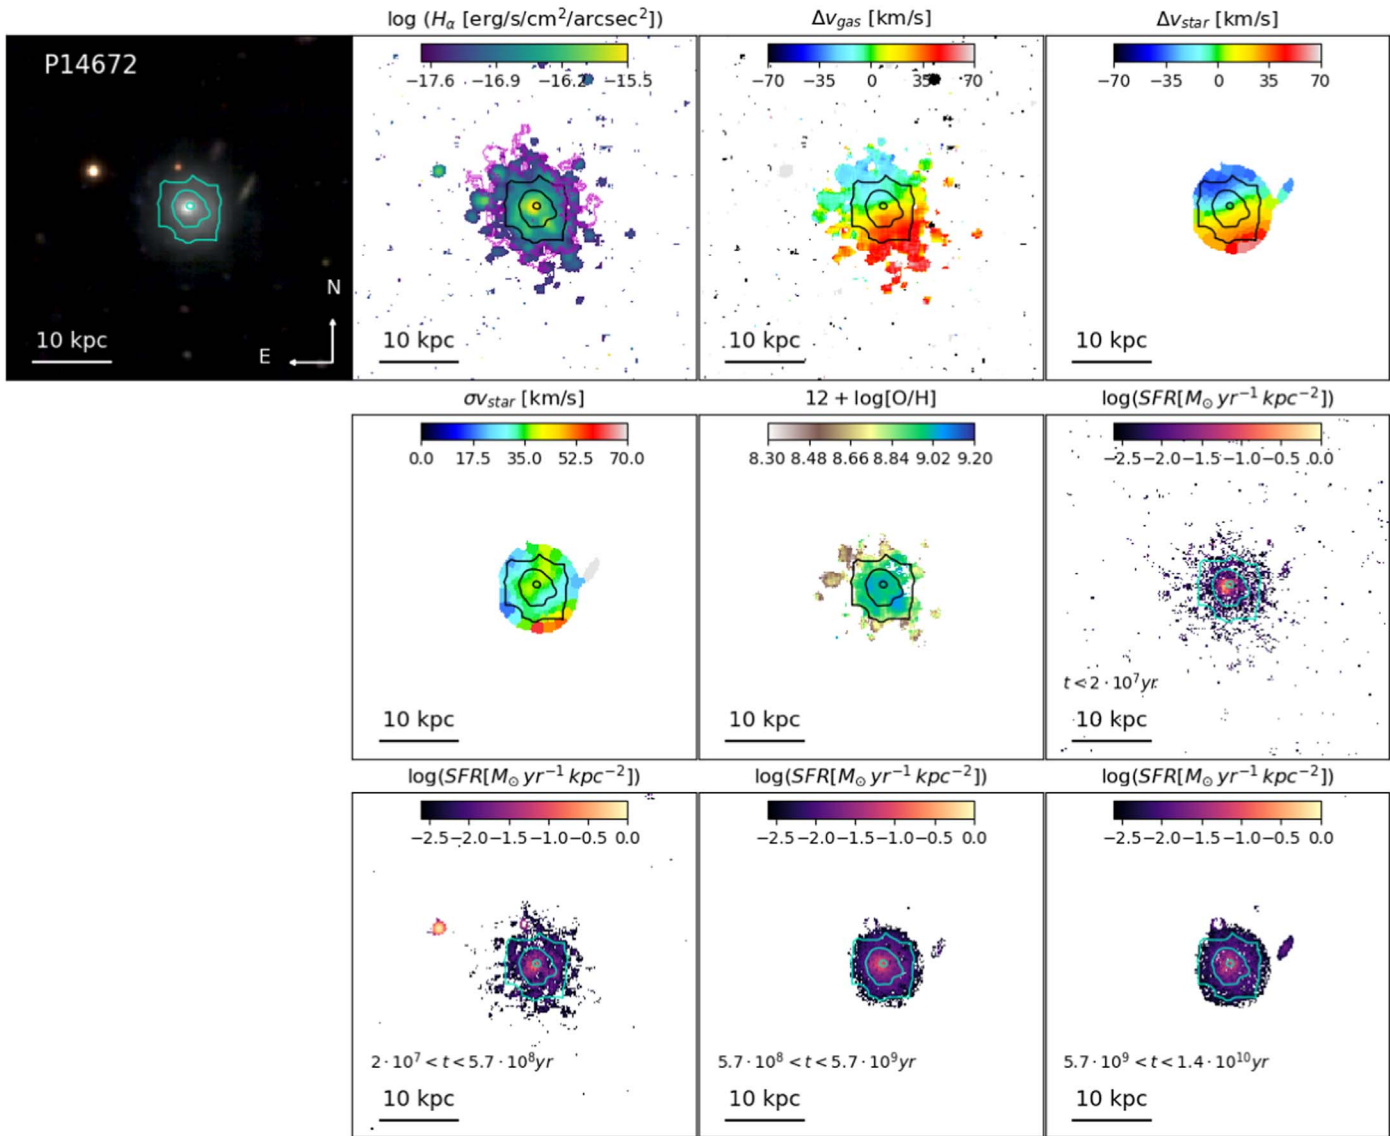 log (Hα [erg/s/cm²/arcsec²])
Δv_gas [km/s]
Δv_star [km/s]
P14672
−17.6 −16.9 −16.2 −15.5
−70 −35 0 35 70
−70 −35 0 35 70
N
E
10 kpc
10 kpc
10 kpc
10 kpc
σv_star [km/s]
12 + log[O/H]
log(SFR[M⊙ yr⁻¹ kpc⁻²])
0.0 17.5 35.0 52.5 70.0
8.30 8.48 8.66 8.84 9.02 9.20
−2.5 −2.0 −1.5 −1.0 −0.5 0.0
t < 2 · 10⁷yr
10 kpc
10 kpc
10 kpc
log(SFR[M⊙ yr⁻¹ kpc⁻²])
log(SFR[M⊙ yr⁻¹ kpc⁻²])
log(SFR[M⊙ yr⁻¹ kpc⁻²])
−2.5 −2.0 −1.5 −1.0 −0.5 0.0
−2.5 −2.0 −1.5 −1.0 −0.5 0.0
−2.5 −2.0 −1.5 −1.0 −0.5 0.0
2 · 10⁷ < t < 5.7 · 10⁸yr
5.7 · 10⁸ < t < 5.7 · 10⁹yr
5.7 · 10⁹ < t < 1.4 · 10¹⁰yr
10 kpc
10 kpc
10 kpc